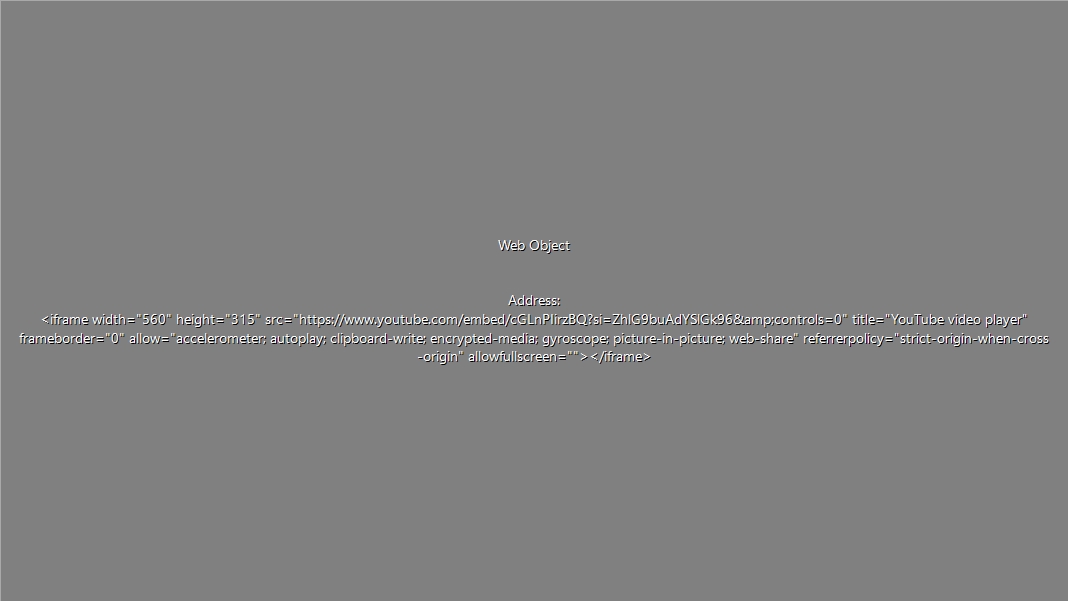 Web Object
Address:
<iframe width="560" height="315" src="https://www.youtube.com/embed/cGLnPIirzBQ?si=ZhlG9buAdYSlGk96&amp;controls=0" title="YouTube video player"
frameborder="0" allow="accelerometer; autoplay; clipboard-write; encrypted-media; gyroscope; picture-in-picture; web-share" referrerpolicy="strict-origin-when-cross
-origin" allowfullscreen=""></iframe>